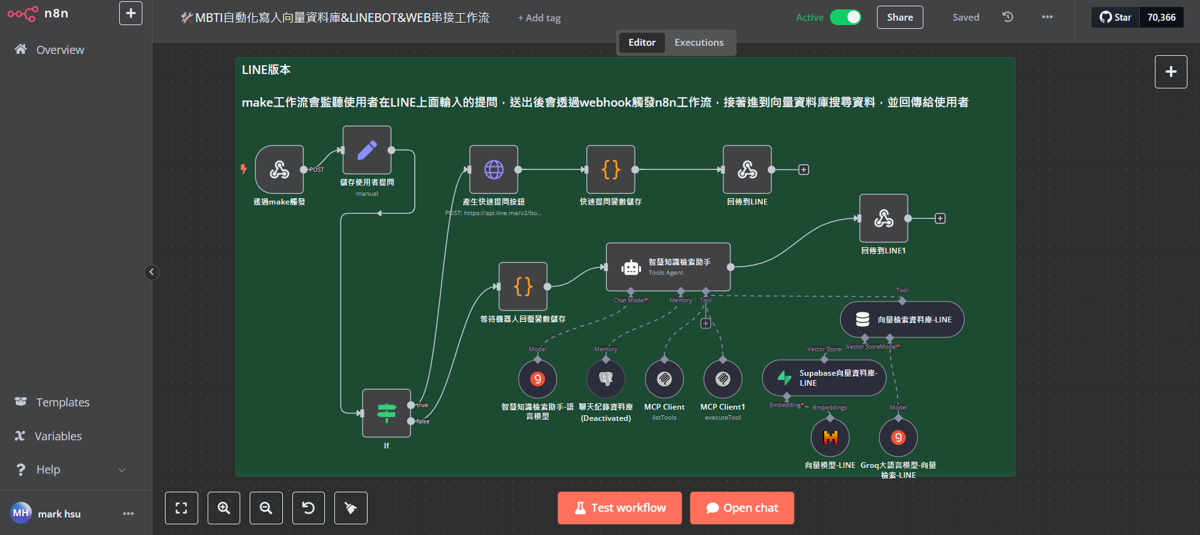 n8n
🛠️ MBTI自動化寫入向量資料庫&LINEBOT&WEB串接工作流
+ Add tag
Active
Share
Saved
Star
70,366
Overview
Editor
Executions
LINE版本
make工作流會監聽使用者在LINE上面輸入的提問，送出後會透過webhook觸發n8n工作流，接著進到向量資料庫搜尋資料，並回傳給使用者
POST
透過make觸發
儲存使用者提問
manual
產生快速提問按鈕
POST: https://api.line.me/v2/bo...
快速提問變數儲存
回傳到LINE
回傳到LINE1
智慧知識檢索助手
Tools Agent
等待機器人回覆變數儲存
Chat Model*
Memory
Tool
Tool
向量檢索資料庫-LINE
Vector Store
Vector Store
Model*
Model
Memory
智慧知識檢索助手-語
言模型
聊天紀錄資料庫
(Deactivated)
MCP Client
listTools
MCP Client1
executeTool
Supabase向量資料庫-
LINE
Embedding*
Embeddings
Model
向量模型-LINE
Groq大語言模型-向量
檢索-LINE
true
false
If
Templates
Variables
Help
MH
mark hsu
Test workflow
Open chat